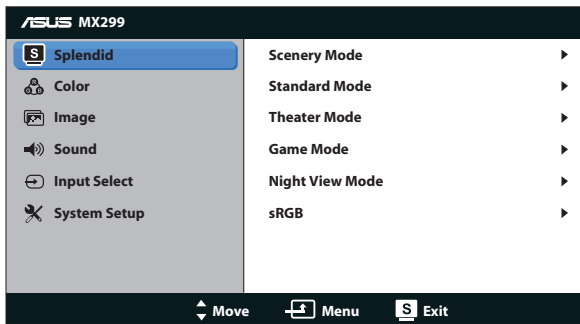 ASUS MX299
S Splendid
Color
Image
Sound
Input Select
System Setup
Scenery Mode
Standard Mode
Theater Mode
Game Mode
Night View Mode
sRGB
Move Menu S Exit